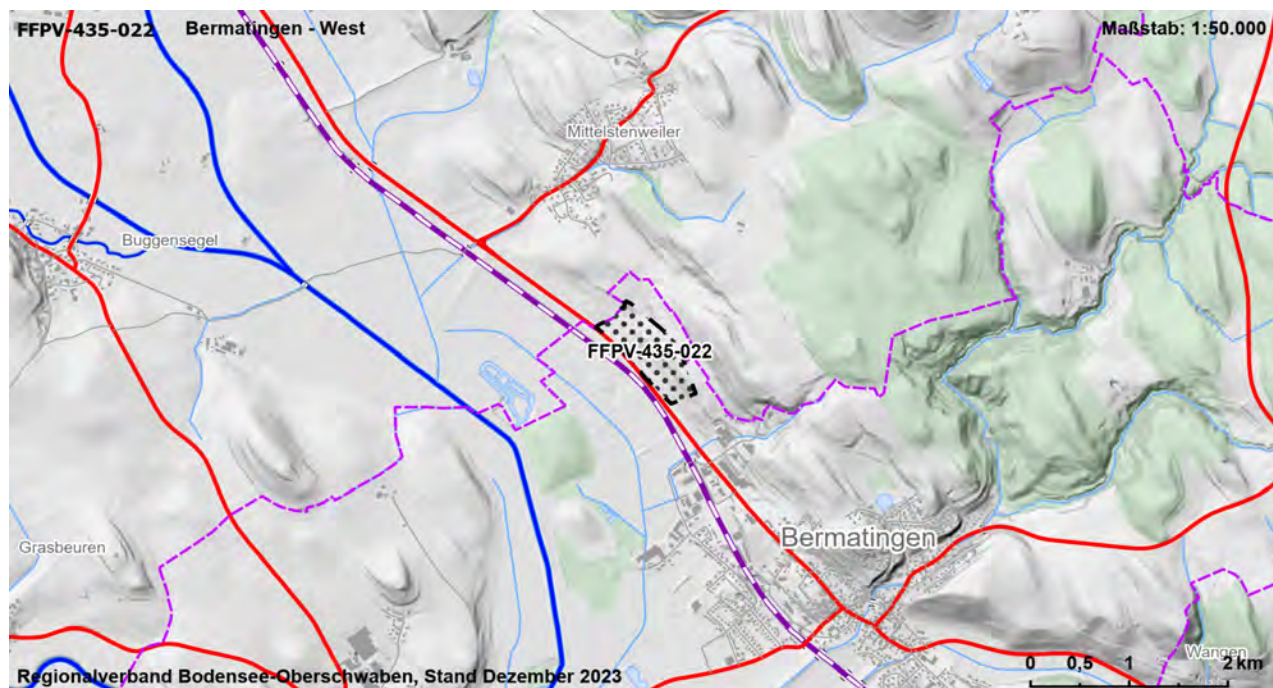 FFPV-435-022 Bermatingen - West
Maßstab: 1:50.000
Mittelstenweiler
Buggensegel
FFPV-435-022
Bermatingen
Grasbeuren
Wangen
0 0,5 1 2 km
Regionalverband Bodensee-Oberschwaben, Stand Dezember 2023